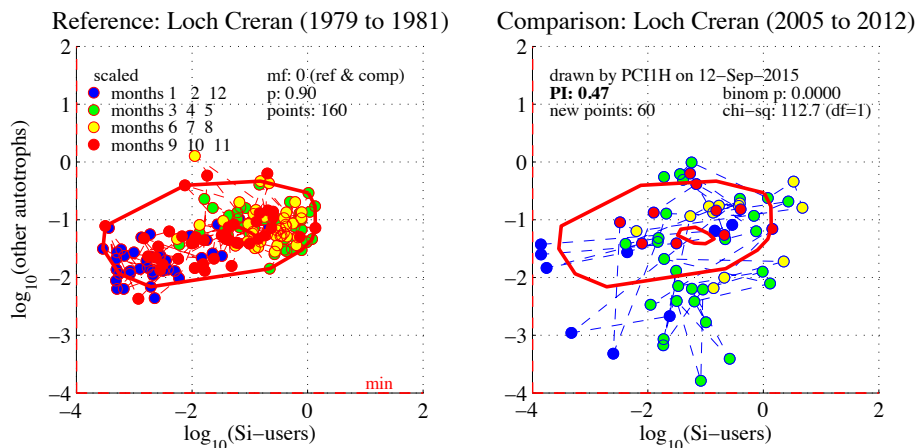 Reference: Loch Creran (1979 to 1981)
scaled
months 1 2 12
months 3 4 5
months 6 7 8
months 9 10 11
mf: 0 (ref & comp)
p: 0.90
points: 160
2
1
0
−1
−2
−3
−4
log10(other autotrophs)
min
−4
−2
0
2
log10(Si−users)
Comparison: Loch Creran (2005 to 2012)
drawn by PCI1H on 12−Sep−2015
PI: 0.47 binom p: 0.0000
new points: 60 chi−sq: 112.7 (df=1)
2
1
0
−1
−2
−3
−4
−4
−2
0
2
log10(Si−users)